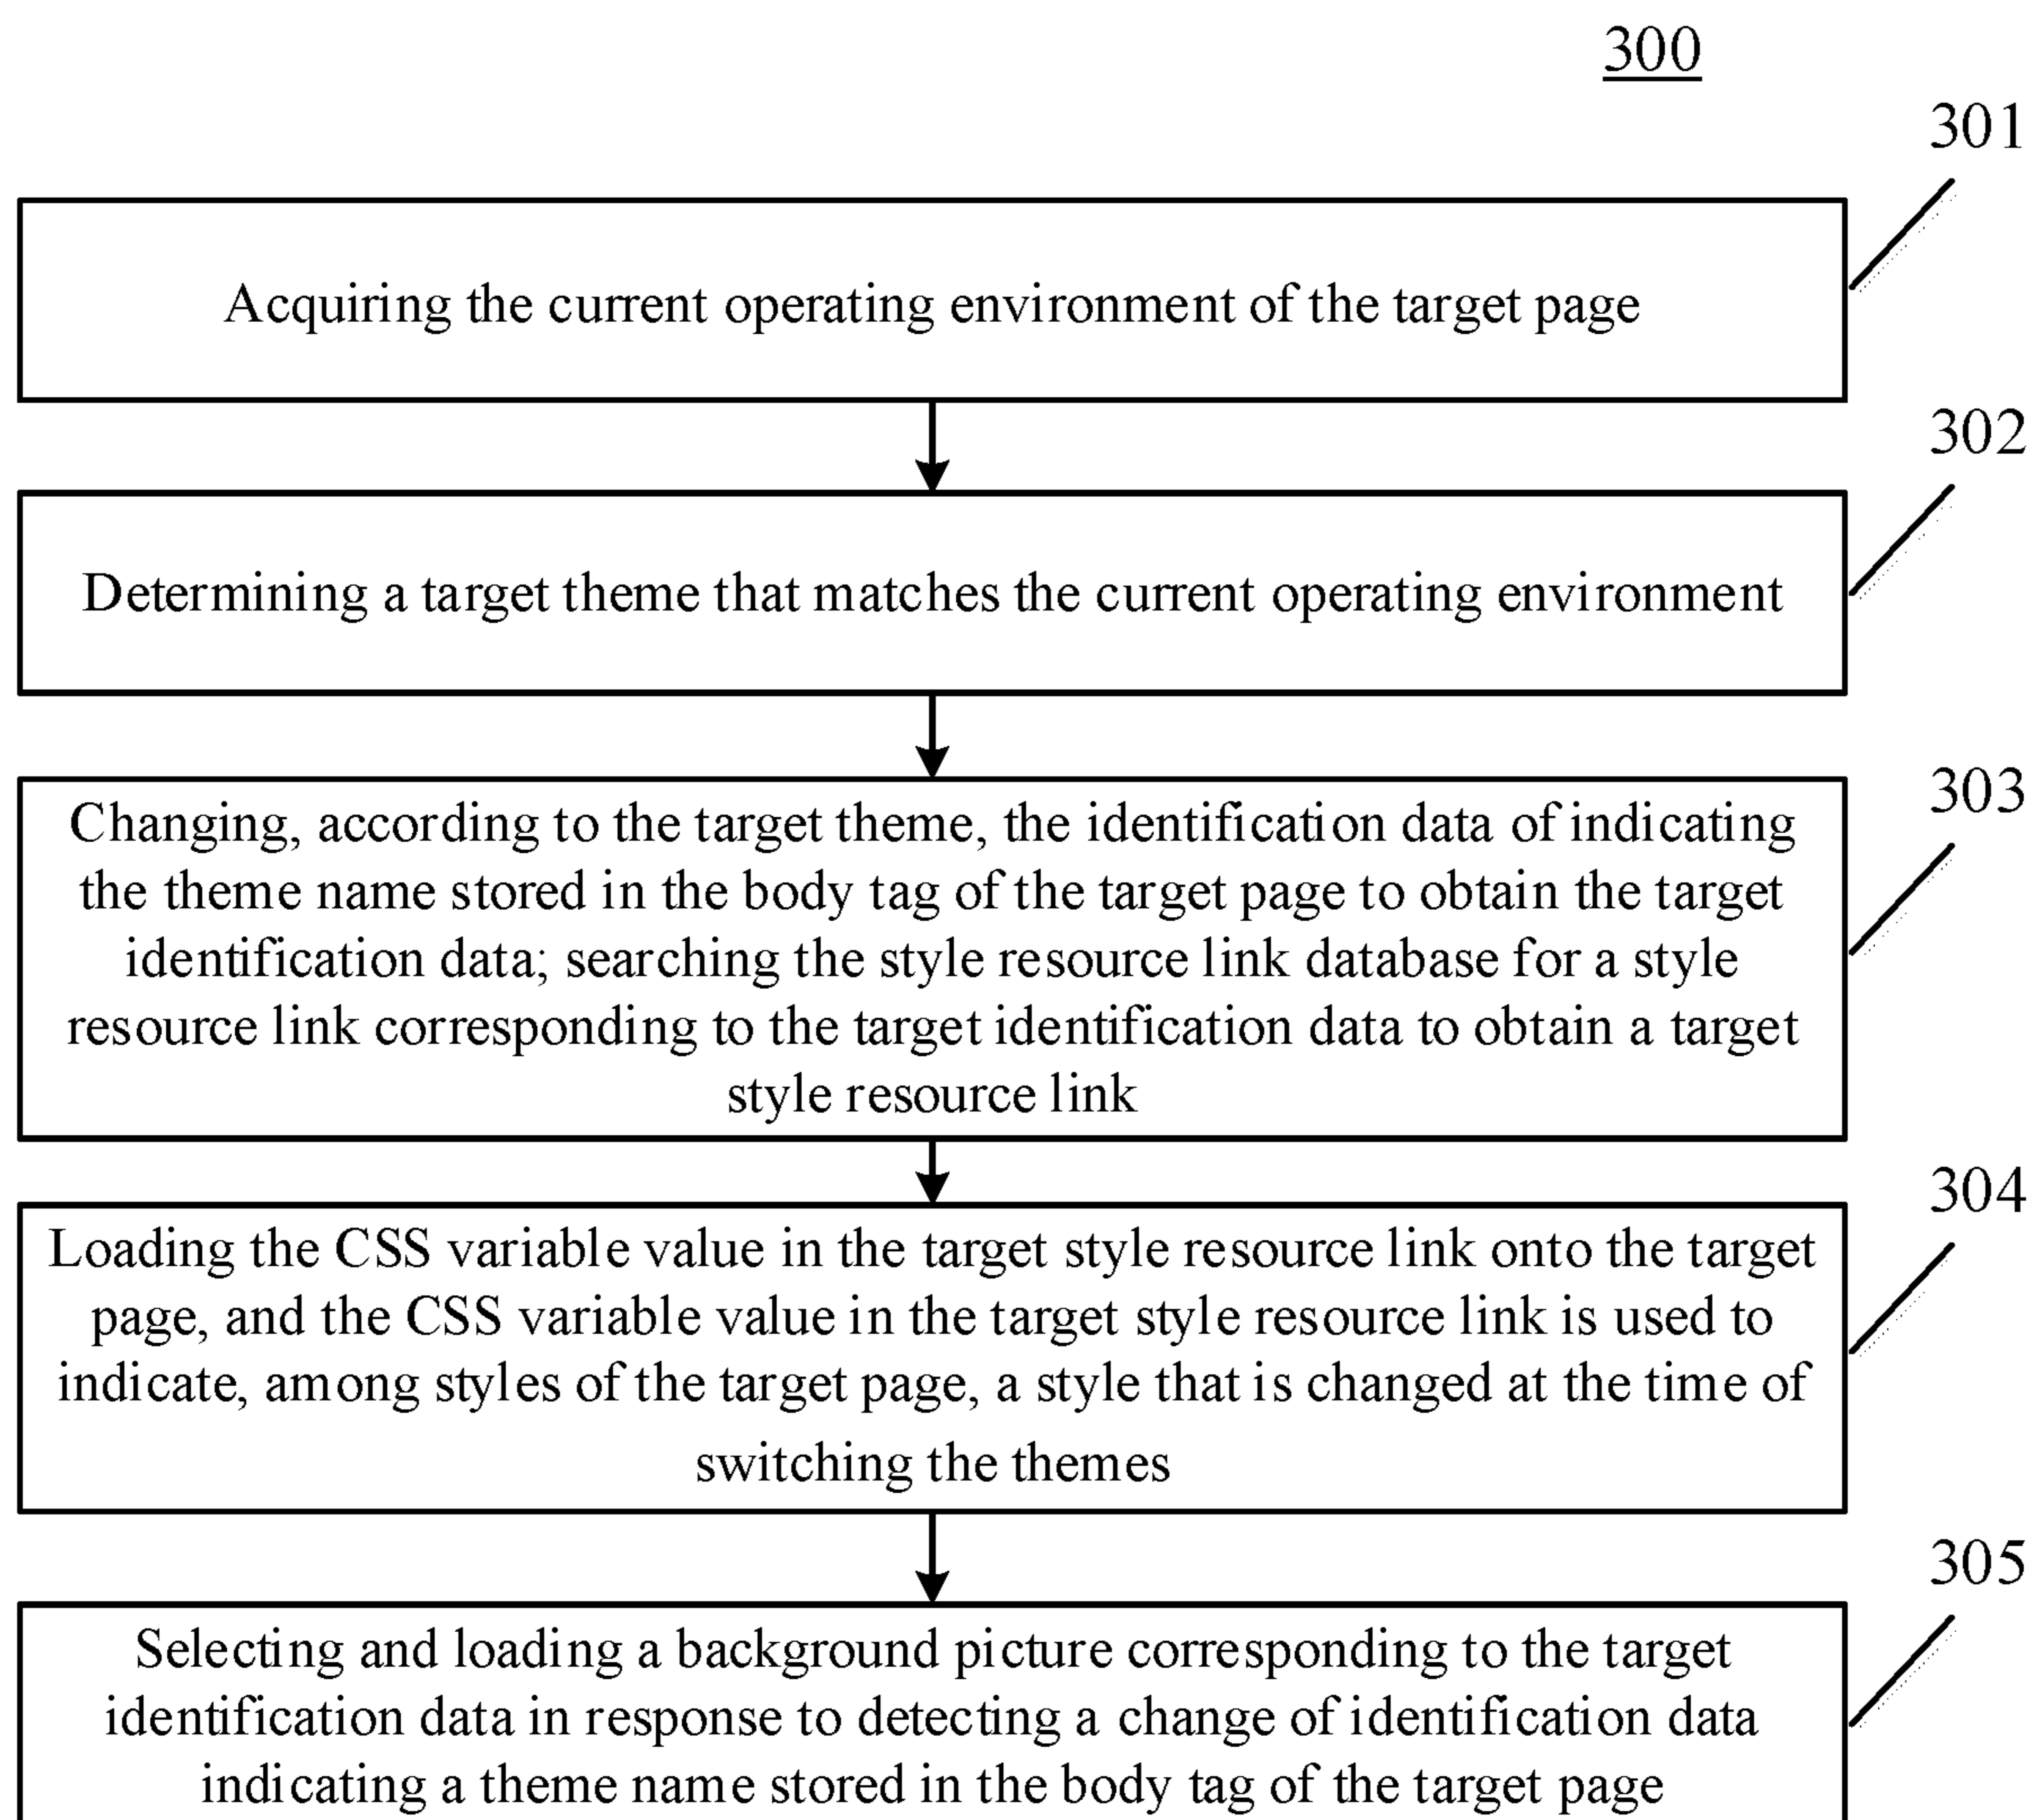 300
301
Acquiring the current operating environment of the target page
302
Determining a target theme that matches the current operating environment
303
Changing, according to the target theme, the identification data of indicating
the theme name stored in the body tag of the target page to obtain the target
identification data; searching the style resource link database for a style
resource link corresponding to the target identification data to obtain a target
style resource link
304
Loading the CSS variable value in the target style resource link onto the target
page, and the CSS variable value in the target style resource link is used to
indicate, among styles of the target page, a style that is changed at the time of
switching the themes
305
Selecting and loading a background picture corresponding to the target
identification data in response to detecting a change of identification data
indicating a theme name stored in the body tag of the target page